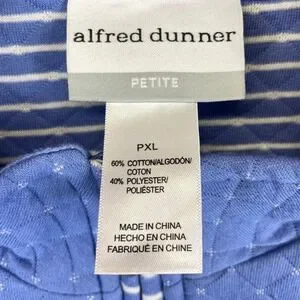 alfred dunner
PETITE
PXL
60% COTTON/ALGODÓN/
COTON
40% POLYESTER/
POLIÉSTER
MADE IN CHINA
HECHO EN CHINA
FABRIQUÉ EN CHINE